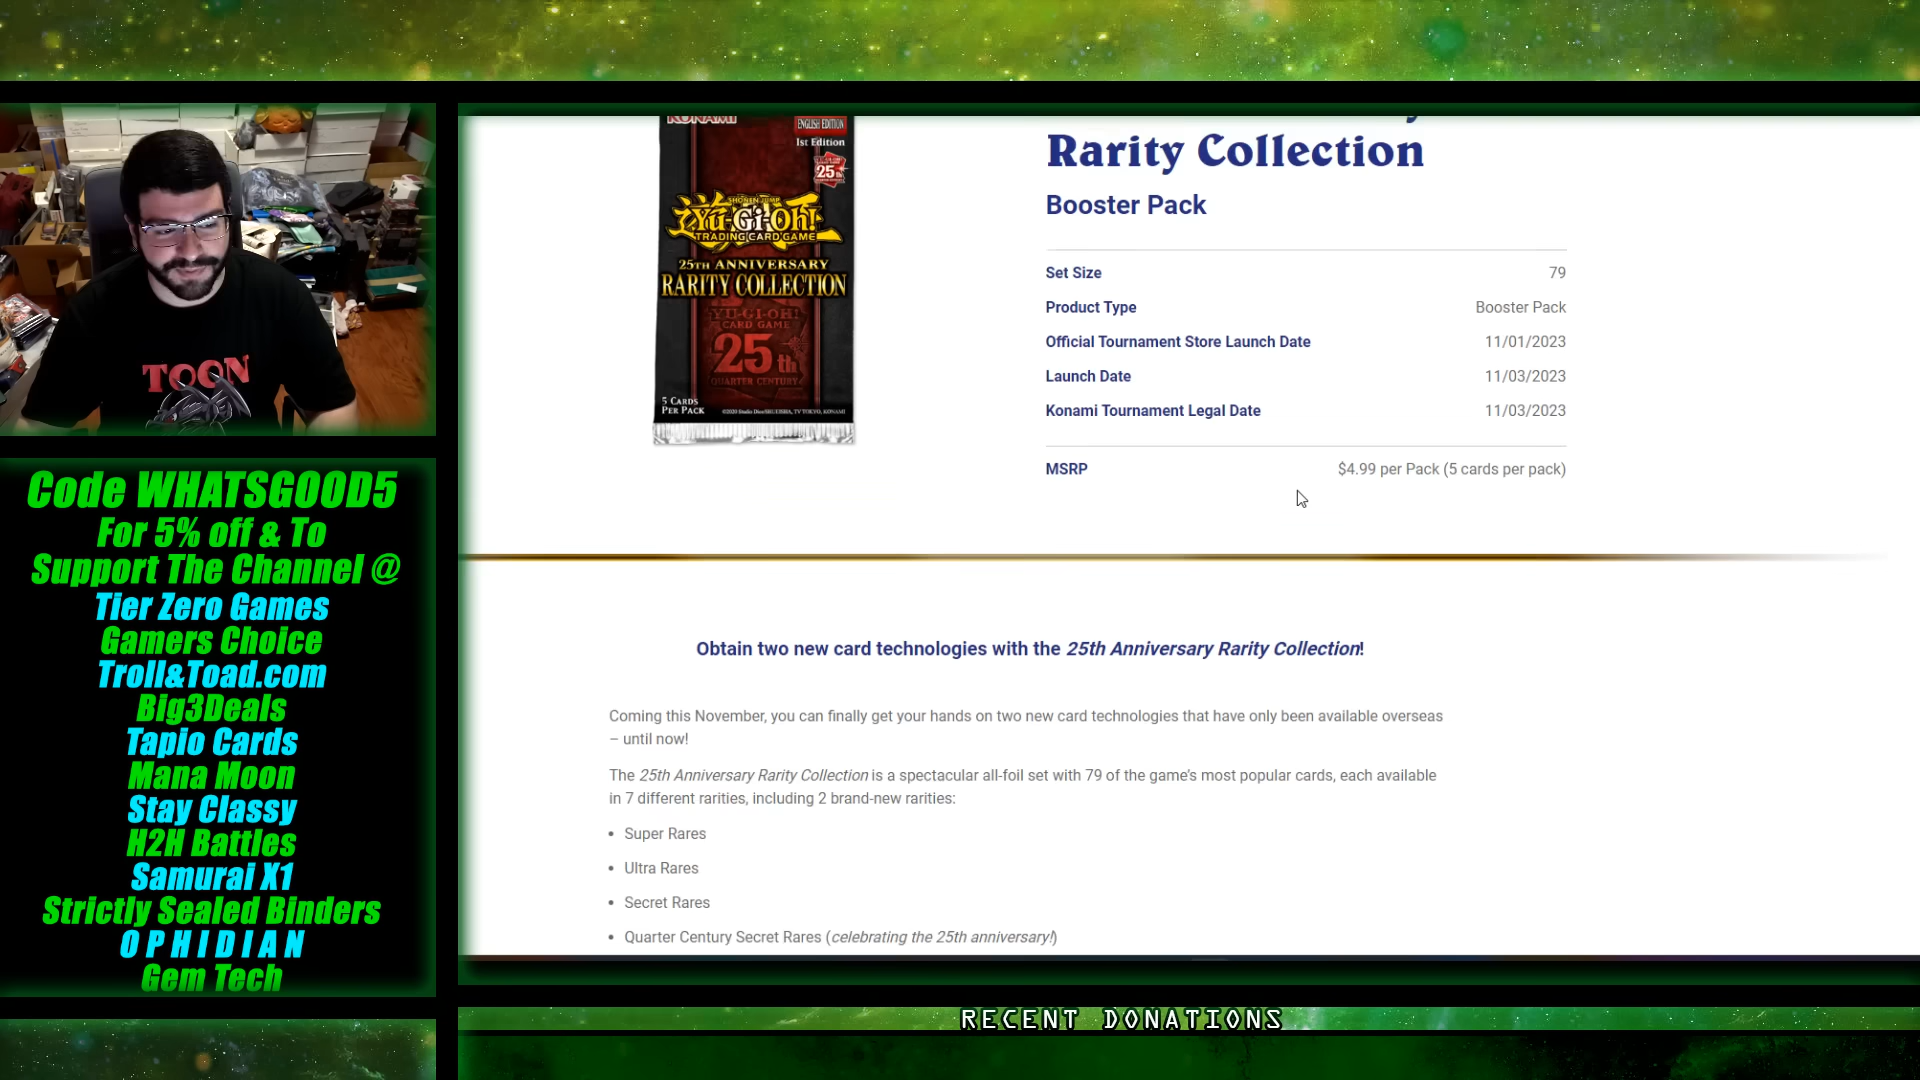 TOON
Code WHATSGOOD5
For 5% off & To
Support The Channel @
Tier Zero Games
Gamers Choice
Troll&Toad.com
Big3Deals
Tapio Cards
Mana Moon
Stay Classy
H2H Battles
Samurai X1
Strictly Sealed Binders
OPHIDIAN
Gem Tech
KONAMI
ENGLISH EDITION
1st Edition
25th
SHONEN JUMP
Yu-Gi-Oh!
TRADING CARD GAME
25TH ANNIVERSARY
RARITY COLLECTION
YU-GI-OH!
CARD GAME
25th
QUARTER CENTURY
5 CARDS
PER PACK
Rarity Collection
Booster Pack
Set Size 79
Product Type Booster Pack
Official Tournament Store Launch Date 11/01/2023
Launch Date 11/03/2023
Konami Tournament Legal Date 11/03/2023
MSRP $4.99 per Pack (5 cards per pack)
Obtain two new card technologies with the 25th Anniversary Rarity Collection!
Coming this November, you can finally get your hands on two new card technologies that have only been available overseas
– until now!
The 25th Anniversary Rarity Collection is a spectacular all-foil set with 79 of the game's most popular cards, each available
in 7 different rarities, including 2 brand-new rarities:
• Super Rares
• Ultra Rares
• Secret Rares
• Quarter Century Secret Rares (celebrating the 25th anniversary!)
RECENT DONATIONS